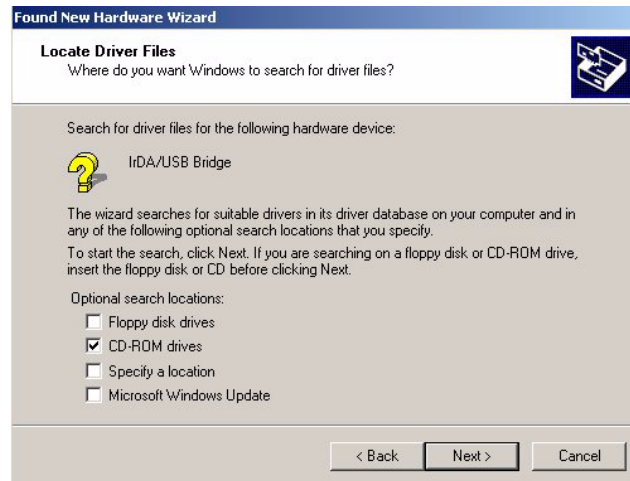 Found New Hardware Wizard
Locate Driver Files
Where do you want Windows to search for driver files?
Search for driver files for the following hardware device:
IrDA/USB Bridge
The wizard searches for suitable drivers in its driver database on your computer and in
any of the following optional search locations that you specify.
To start the search, click Next. If you are searching on a floppy disk or CD-ROM drive,
insert the floppy disk or CD before clicking Next.
Optional search locations:
Floppy disk drives
CD-ROM drives
Specify a location
Microsoft Windows Update
< Back Next > Cancel